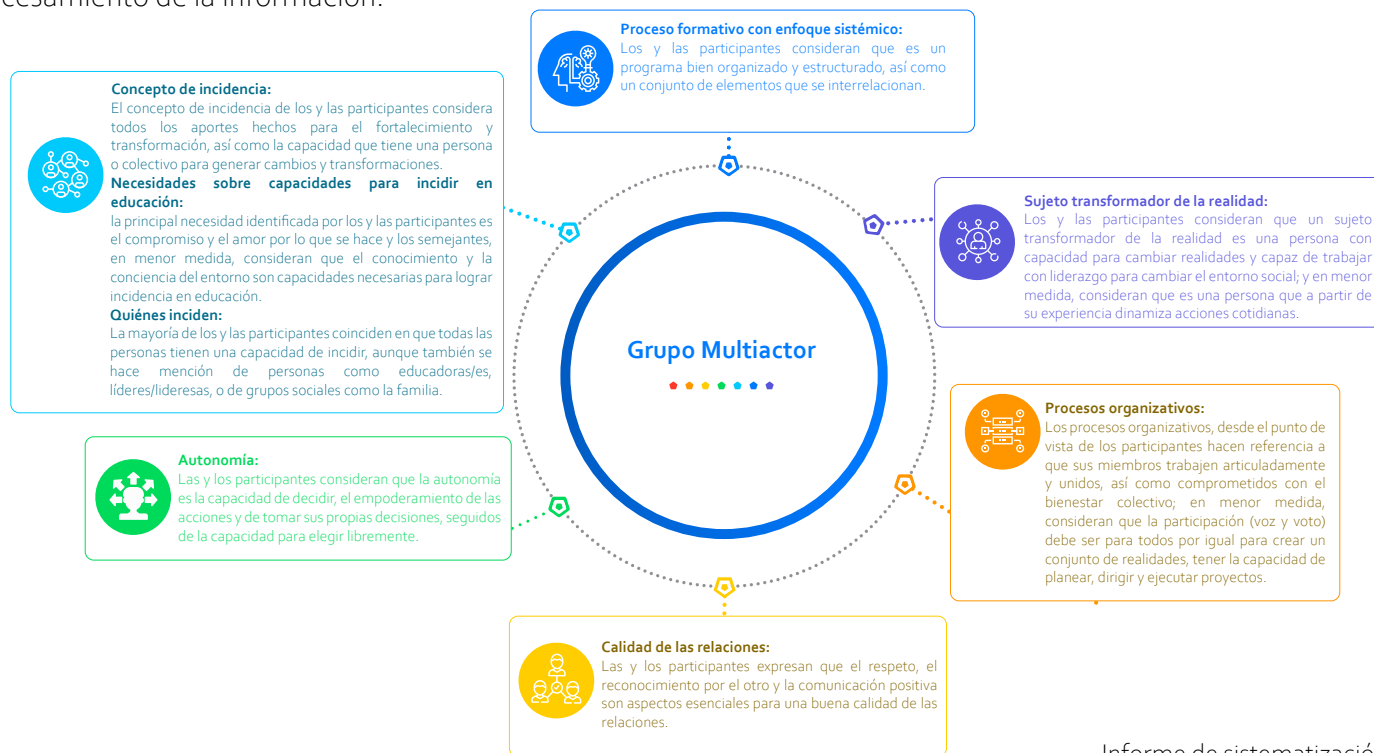 cesamiento de la información.
Proceso formativo con enfoque sistémico:
Los y las participantes consideran que es un
programa bien organizado y estructurado, así como
un conjunto de elementos que se interrelacionan.
Concepto de incidencia:
El concepto de incidencia de los y las participantes considera
todos los aportes hechos para el fortalecimiento y
transformación, así como la capacidad que tiene una persona
o colectivo para generar cambios y transformaciones.
Necesidades sobre capacidades para incidir en
educación:
la principal necesidad identificada por los y las participantes es
el compromiso y el amor por lo que se hace y los semejantes,
en menor medida, consideran que el conocimiento y la
conciencia del entorno son capacidades necesarias para lograr
incidencia en educación.
Quiénes inciden:
La mayoría de los y las participantes coinciden en que todas las
personas tienen una capacidad de incidir, aunque también se
hace mención de personas como educadoras/es,
líderes/lideresas, o de grupos sociales como la familia.
Sujeto transformador de la realidad:
Los y las participantes consideran que un sujeto
transformador de la realidad es una persona con
capacidad para cambiar realidades y capaz de trabajar
con liderazgo para cambiar el entorno social; y en menor
medida, consideran que es una persona que a partir de
su experiencia dinamiza acciones cotidianas.
Grupo Multiactor
Procesos organizativos:
Los procesos organizativos, desde el punto de
vista de los participantes hacen referencia a
que sus miembros trabajen articuladamente
y unidos, así como comprometidos con el
bienestar colectivo; en menor medida,
consideran que la participación (voz y voto)
debe ser para todos por igual para crear un
conjunto de realidades, tener la capacidad de
planear, dirigir y ejecutar proyectos.
Autonomía:
Las y los participantes consideran que la autonomía
es la capacidad de decidir, el empoderamiento de las
acciones y de tomar sus propias decisiones, seguidos
de la capacidad para elegir libremente.
Calidad de las relaciones:
Las y los participantes expresan que el respeto, el
reconocimiento por el otro y la comunicación positiva
son aspectos esenciales para una buena calidad de las
relaciones.
Informe de sistematizació